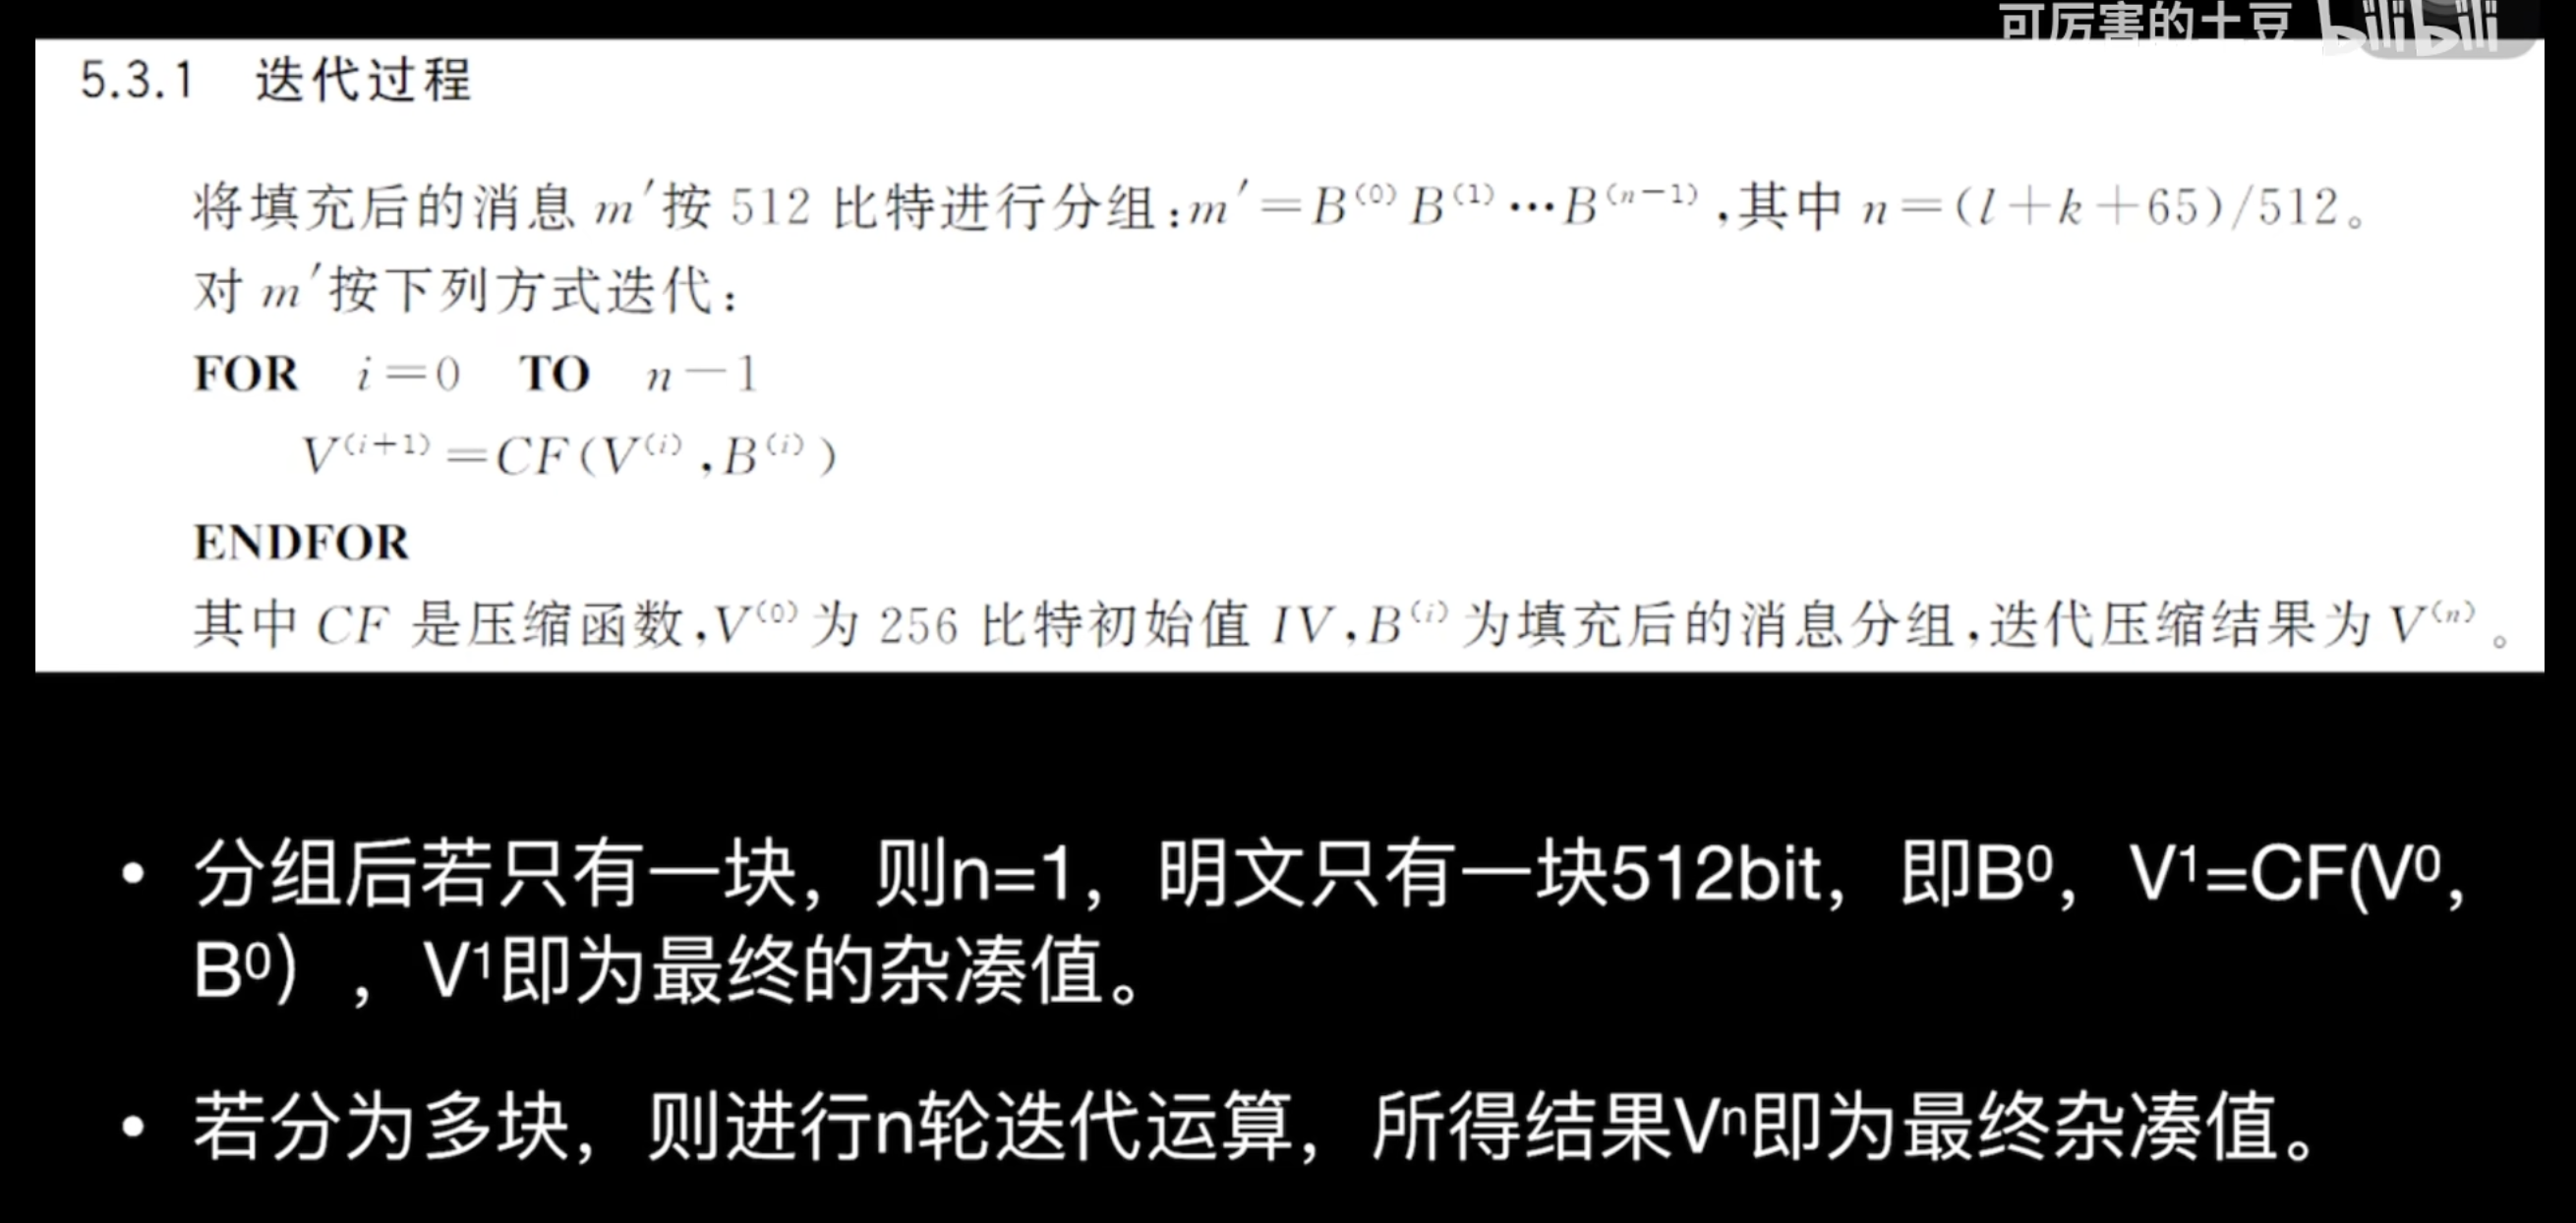 可厉害的土豆 bilibili
5.3.1 迭代过程
将填充后的消息 m′按 512 比特进行分组:m′=B⁽⁰⁾B⁽¹⁾···B⁽ⁿ⁻¹⁾,其中 n=(l+k+65)/512。
对 m′按下列方式迭代:
FOR i=0 TO n-1
V⁽ⁱ⁺¹⁾=CF(V⁽ⁱ⁾,B⁽ⁱ⁾)
ENDFOR
其中 CF 是压缩函数,V⁽⁰⁾为 256 比特初始值 IV,B⁽ⁱ⁾为填充后的消息分组,迭代压缩结果为 V⁽ⁿ⁾。
• 分组后若只有一块，则n=1，明文只有一块512bit，即B⁰，V¹=CF(V⁰，
B⁰），V¹即为最终的杂凑值。
• 若分为多块，则进行n轮迭代运算，所得结果Vⁿ即为最终杂凑值。